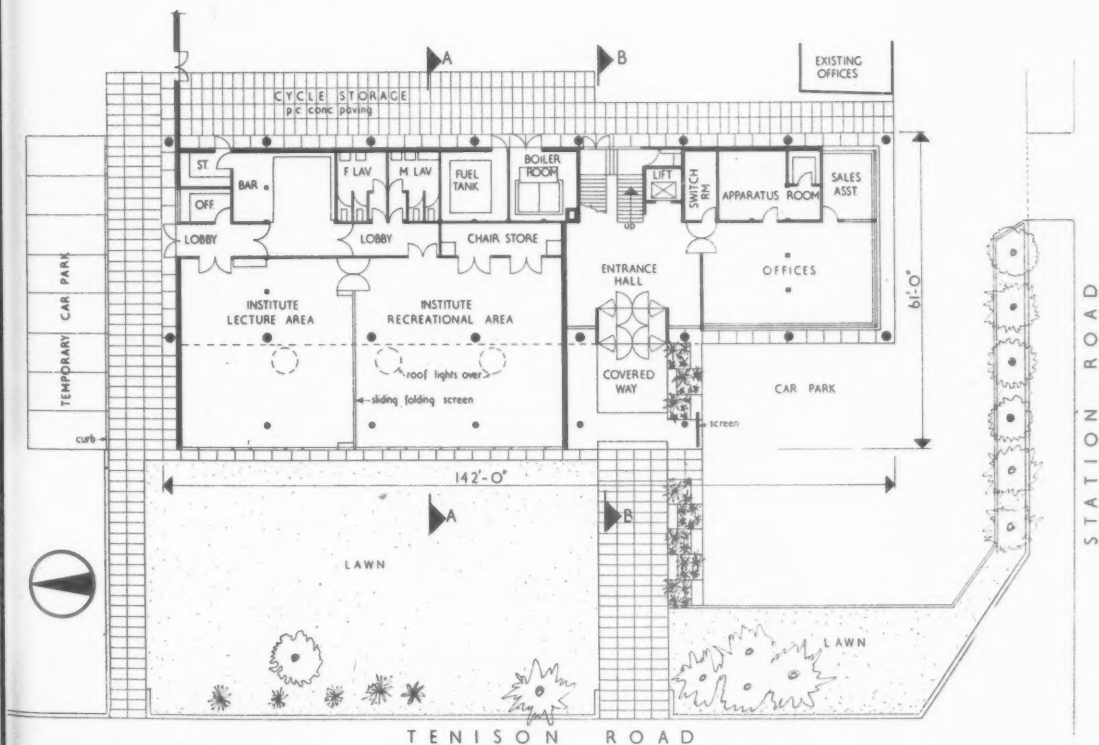 A
B
EXISTING
OFFICES
CYCLE STORAGE
pc conc paving
ST.
BAR
F LAV
M LAV
FUEL
TANK
BOILER
ROOM
LIFT
SWITCH
RM
APPARATUS ROOM
SALES
ASST.
OFF.
LOBBY
LOBBY
CHAIR STORE
UP
ENTRANCE
HALL
OFFICES
61'-0"
TEMPORARY CAR PARK
INSTITUTE
LECTURE AREA
INSTITUTE
RECREATIONAL AREA
roof lights over
sliding folding screen
COVERED
WAY
CAR PARK
screen
curb
142'-0"
A
B
LAWN
LAWN
STATION ROAD
TENISON ROAD